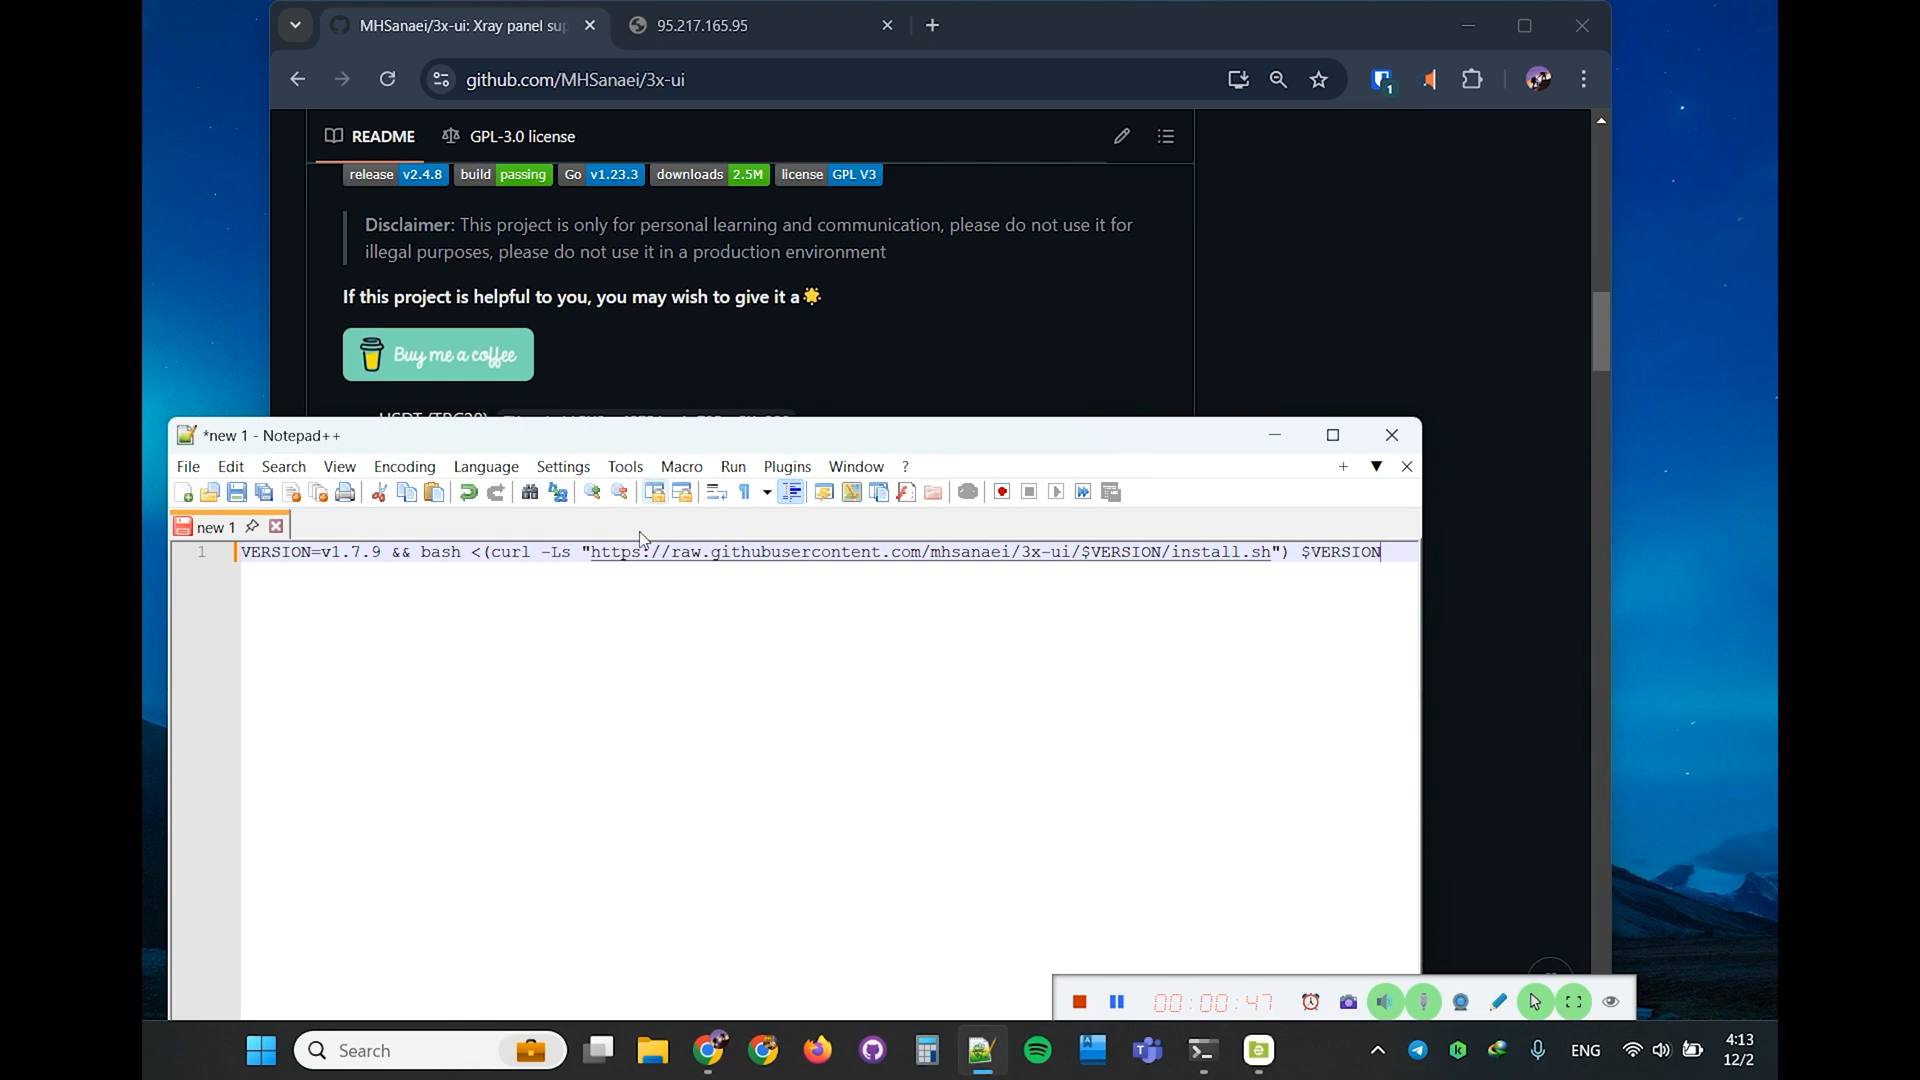 MHSanaei/3x-ui: Xray panel sup
95.217.165.95
github.com/MHSanaei/3x-ui
1
README
GPL-3.0 license
release v2.4.8 build passing Go v1.23.3 downloads 2.5M license GPL V3
Disclaimer: This project is only for personal learning and communication, please do not use it for
illegal purposes, please do not use it in a production environment
If this project is helpful to you, you may wish to give it a🌟
Buy me a coffee
*new 1 - Notepad++
File Edit Search View Encoding Language Settings Tools Macro Run Plugins Window ?
new 1
1 VERSION=v1.7.9 && bash <(curl -Ls "https://raw.githubusercontent.com/mhsanaei/3x-ui/$VERSION/install.sh") $VERSION
00:00:47
Search
ENG
4:13
12/2